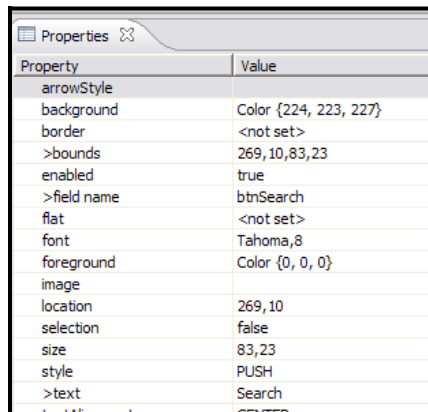 Properties
Property Value
arrowStyle
background Color {224, 223, 227}
border <not set>
>bounds 269,10,83,23
enabled true
>field name btnSearch
flat <not set>
font Tahoma,8
foreground Color {0, 0, 0}
image
location 269,10
selection false
size 83,23
style PUSH
>text Search